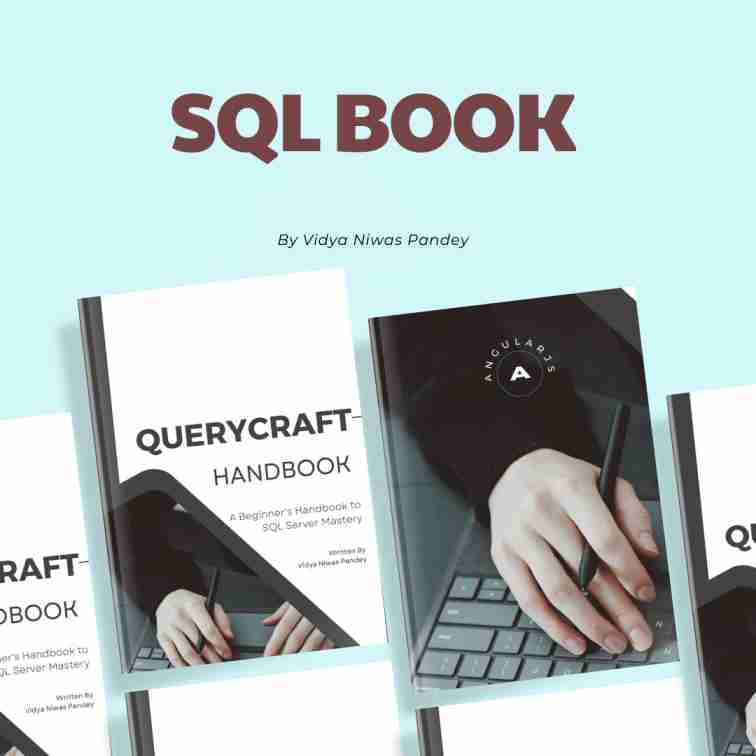 SQL BOOK
By Vidya Niwas Pandey
QUERYCRAFT
HANDBOOK
A Beginner's Handbook to
SQL Server Mastery
Written By
Vidya Niwas Pandey
ANGULARJS
A
RAFT
DBOOK
ner's Handbook to
QL Server Mastery
Written By
Vidya Niwas Pandey
QU